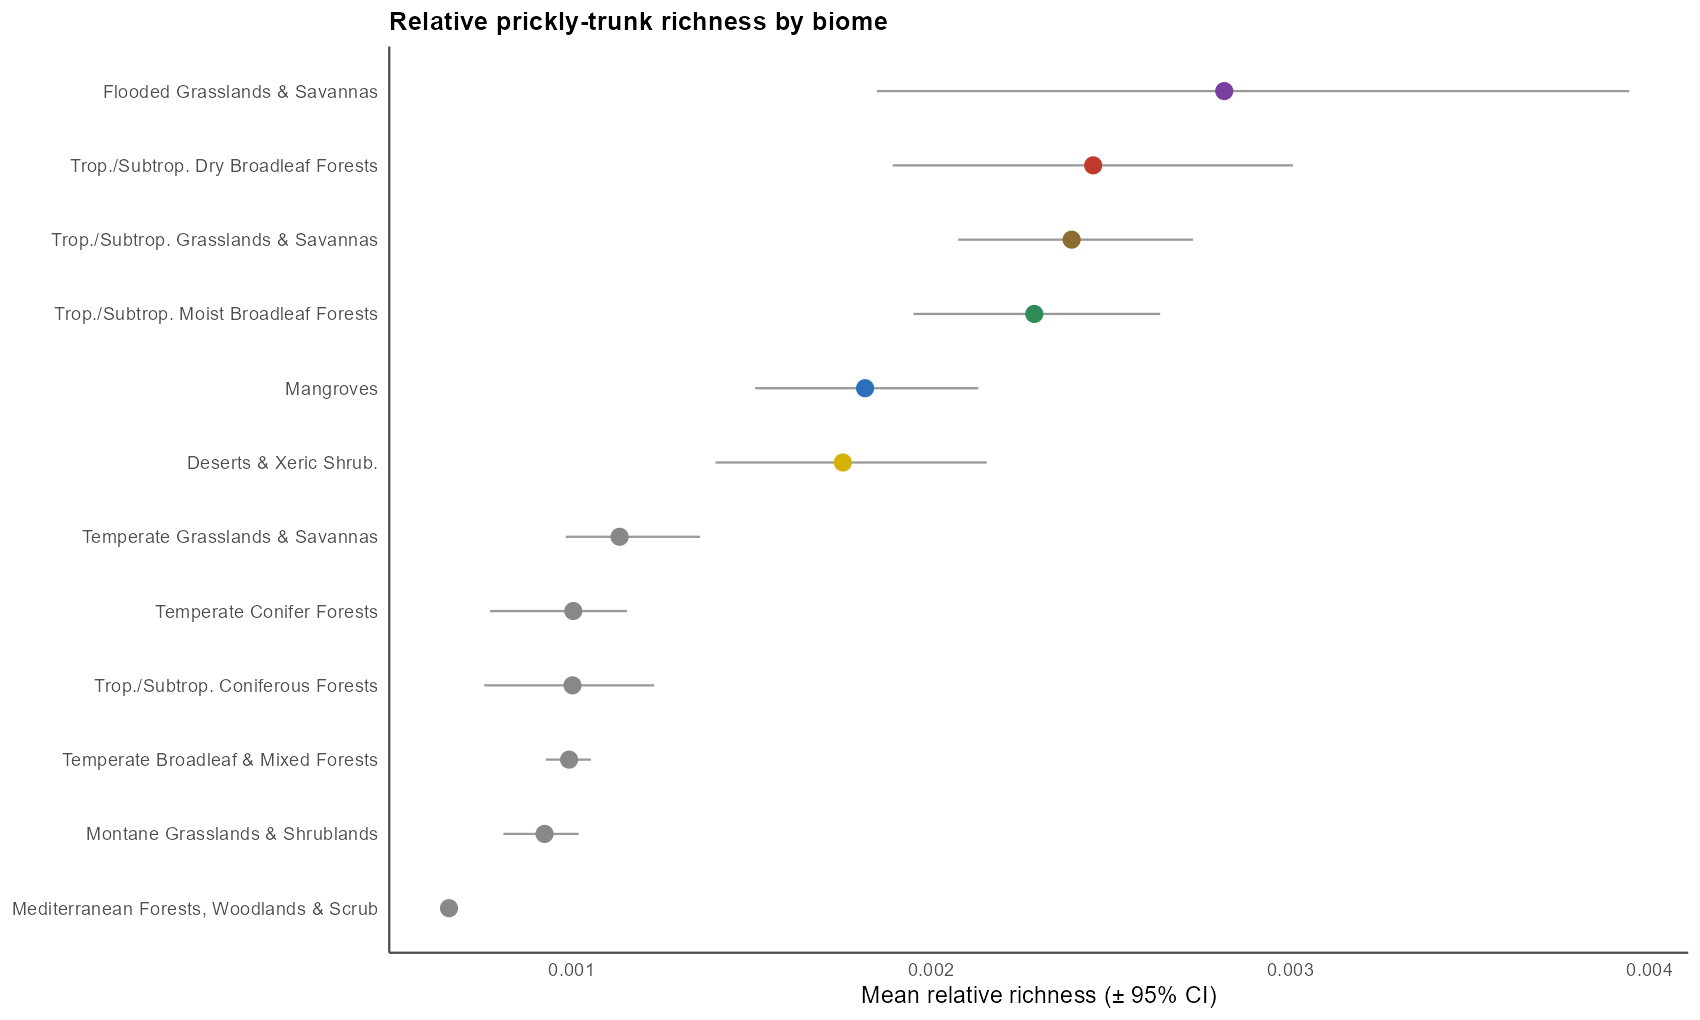 Relative prickly-trunk richness by biome
Flooded Grasslands & Savannas
Trop./Subtrop. Dry Broadleaf Forests
Trop./Subtrop. Grasslands & Savannas
Trop./Subtrop. Moist Broadleaf Forests
Mangroves
Deserts & Xeric Shrub.
Temperate Grasslands & Savannas
Temperate Conifer Forests
Trop./Subtrop. Coniferous Forests
Temperate Broadleaf & Mixed Forests
Montane Grasslands & Shrublands
Mediterranean Forests, Woodlands & Scrub
0.001 0.002 0.003 0.004
Mean relative richness (± 95% CI)